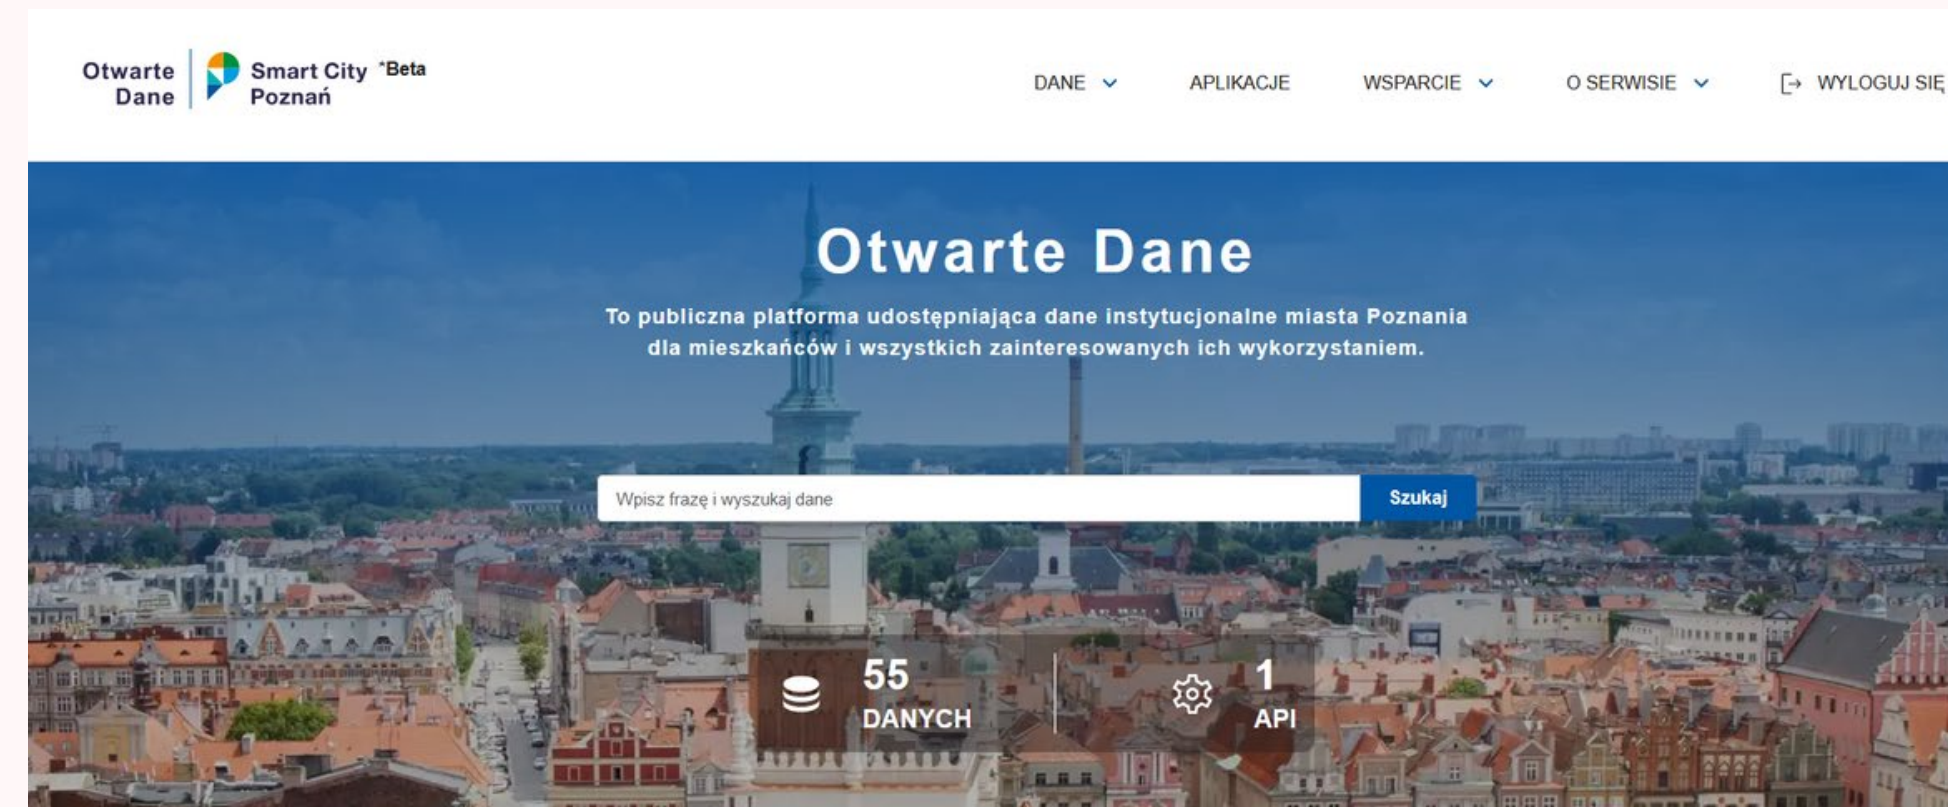 Otwarte
Dane
Smart City *Beta
Poznań
DANE
APLIKACJE
WSPARCIE
O SERWISIE
WYLOGUJ SIĘ
Otwarte Dane
To publiczna platforma udostępniająca dane instytucjonalne miasta Poznania
dla mieszkańców i wszystkich zainteresowanych ich wykorzystaniem.
Wpisz frazę i wyszukaj dane
Szukaj
55
DANYCH
1
API